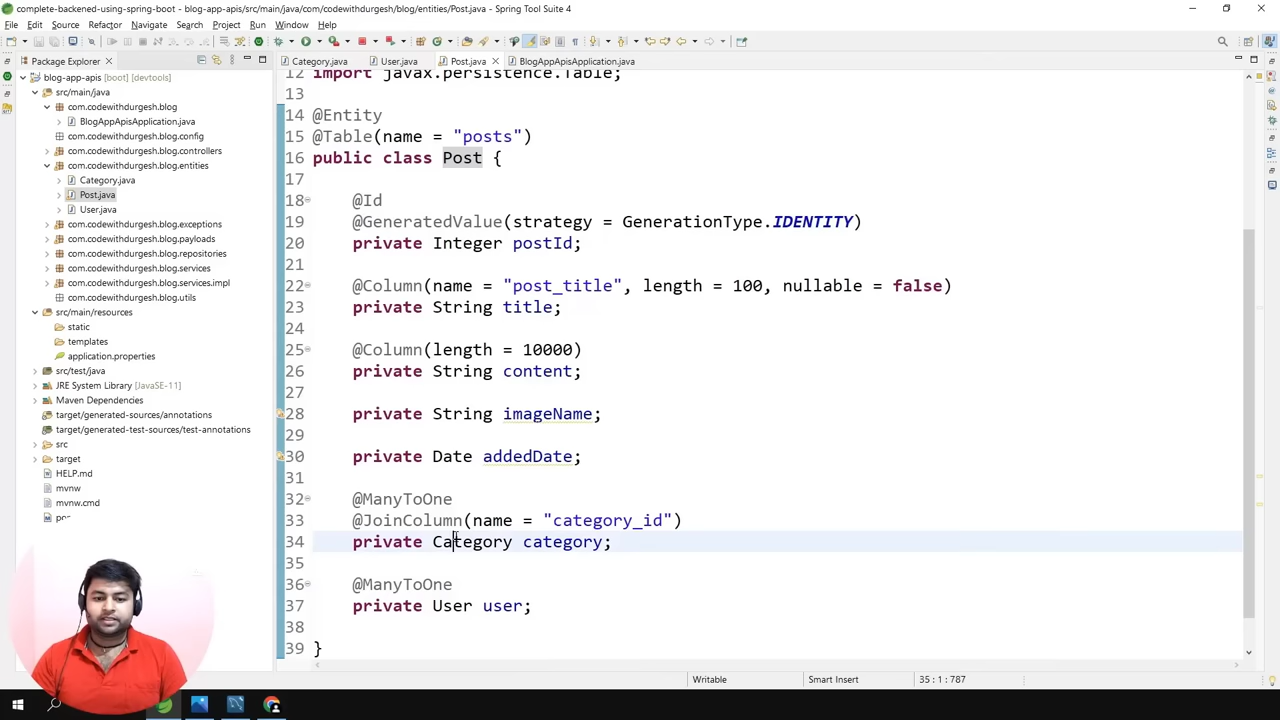 complete-backened-using-spring-boot - blog-app-apis/src/main/java/com/codewithdurgesh/blog/entities/Post.java - Spring Tool Suite 4
File Edit Source Refactor Navigate Search Project Run Window Help
Package Explorer
Category.java User.java Post.java BlogAppApisApplication.java
blog-app-apis [boot] [devtools]
src/main/java
com.codewithdurgesh.blog
BlogAppApisApplication.java
com.codewithdurgesh.blog.config
com.codewithdurgesh.blog.controllers
com.codewithdurgesh.blog.entities
Category.java
Post.java
User.java
com.codewithdurgesh.blog.exceptions
com.codewithdurgesh.blog.payloads
com.codewithdurgesh.blog.repositories
com.codewithdurgesh.blog.services
com.codewithdurgesh.blog.services.impl
com.codewithdurgesh.blog.utils
src/main/resources
static
templates
application.properties
src/test/java
JRE System Library [JavaSE-11]
Maven Dependencies
target/generated-sources/annotations
target/generated-test-sources/test-annotations
src
target
HELP.md
mvnw
mvnw.cmd
12 import javax.persistence.Table;
13
14 @Entity
15 @Table(name = "posts")
16 public class Post {
17
18 @Id
19 @GeneratedValue(strategy = GenerationType.IDENTITY)
20 private Integer postId;
21
22 @Column(name = "post_title", length = 100, nullable = false)
23 private String title;
24
25 @Column(length = 10000)
26 private String content;
27
28 private String imageName;
29
30 private Date addedDate;
31
32 @ManyToOne
33 @JoinColumn(name = "category_id")
34 private Category category;
35
36 @ManyToOne
37 private User user;
38
39 }
Writable Smart Insert 35 : 1 : 787